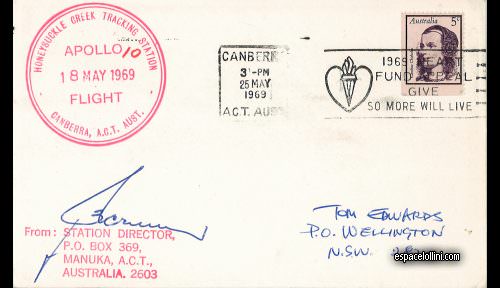 HONEYSUCKLE CREEK TRACKING STATION
APOLLO 10
18 MAY 1969
FLIGHT
CANBERRA, A.C.T. AUST.
Australia 5c
CANBERRA
3 -PM
25 MAY
1969
A.C.T. AUST
1969 HEART
FUND APPEAL
GIVE
SO MORE WILL LIVE
From: STATION DIRECTOR,
P.O. BOX 369,
MANUKA, A.C.T.,
AUSTRALIA. 2603
TOM EDWARDS
P.O. WELLINGTON
N.S.W.
espacelollini.com